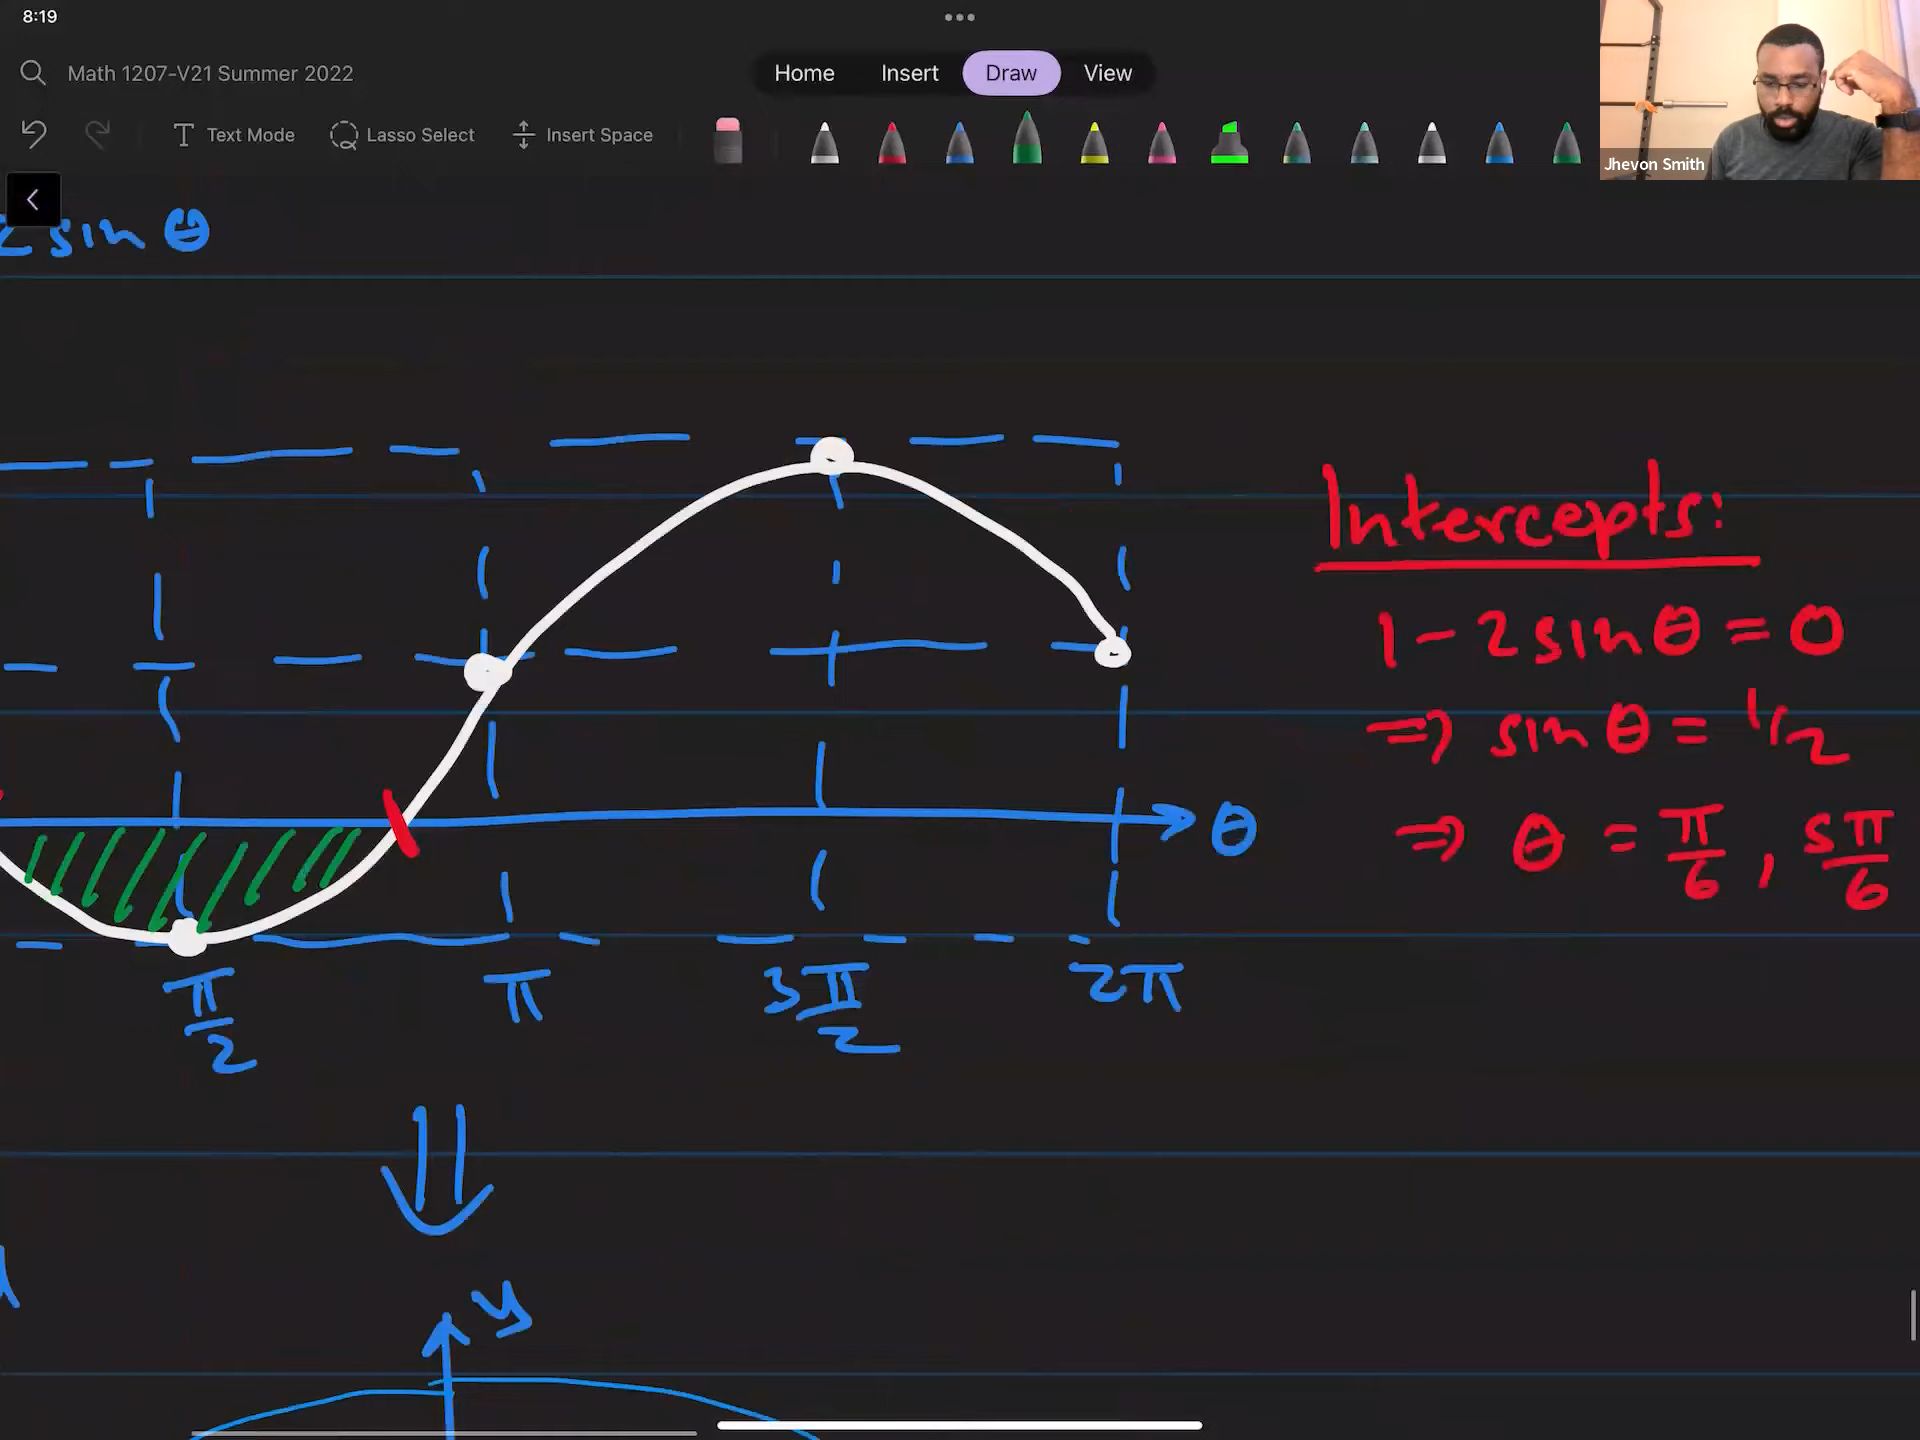 8:19
Math 1207-V21 Summer 2022
Home Insert Draw View
Text Mode Lasso Select Insert Space
Jhevon Smith
2 sin θ
Intercepts:
1 - 2 sin θ = 0
⇒ sin θ = 1/2
⇒ θ = π/6, 5π/6
θ
π/2 π 3π/2 2π
y